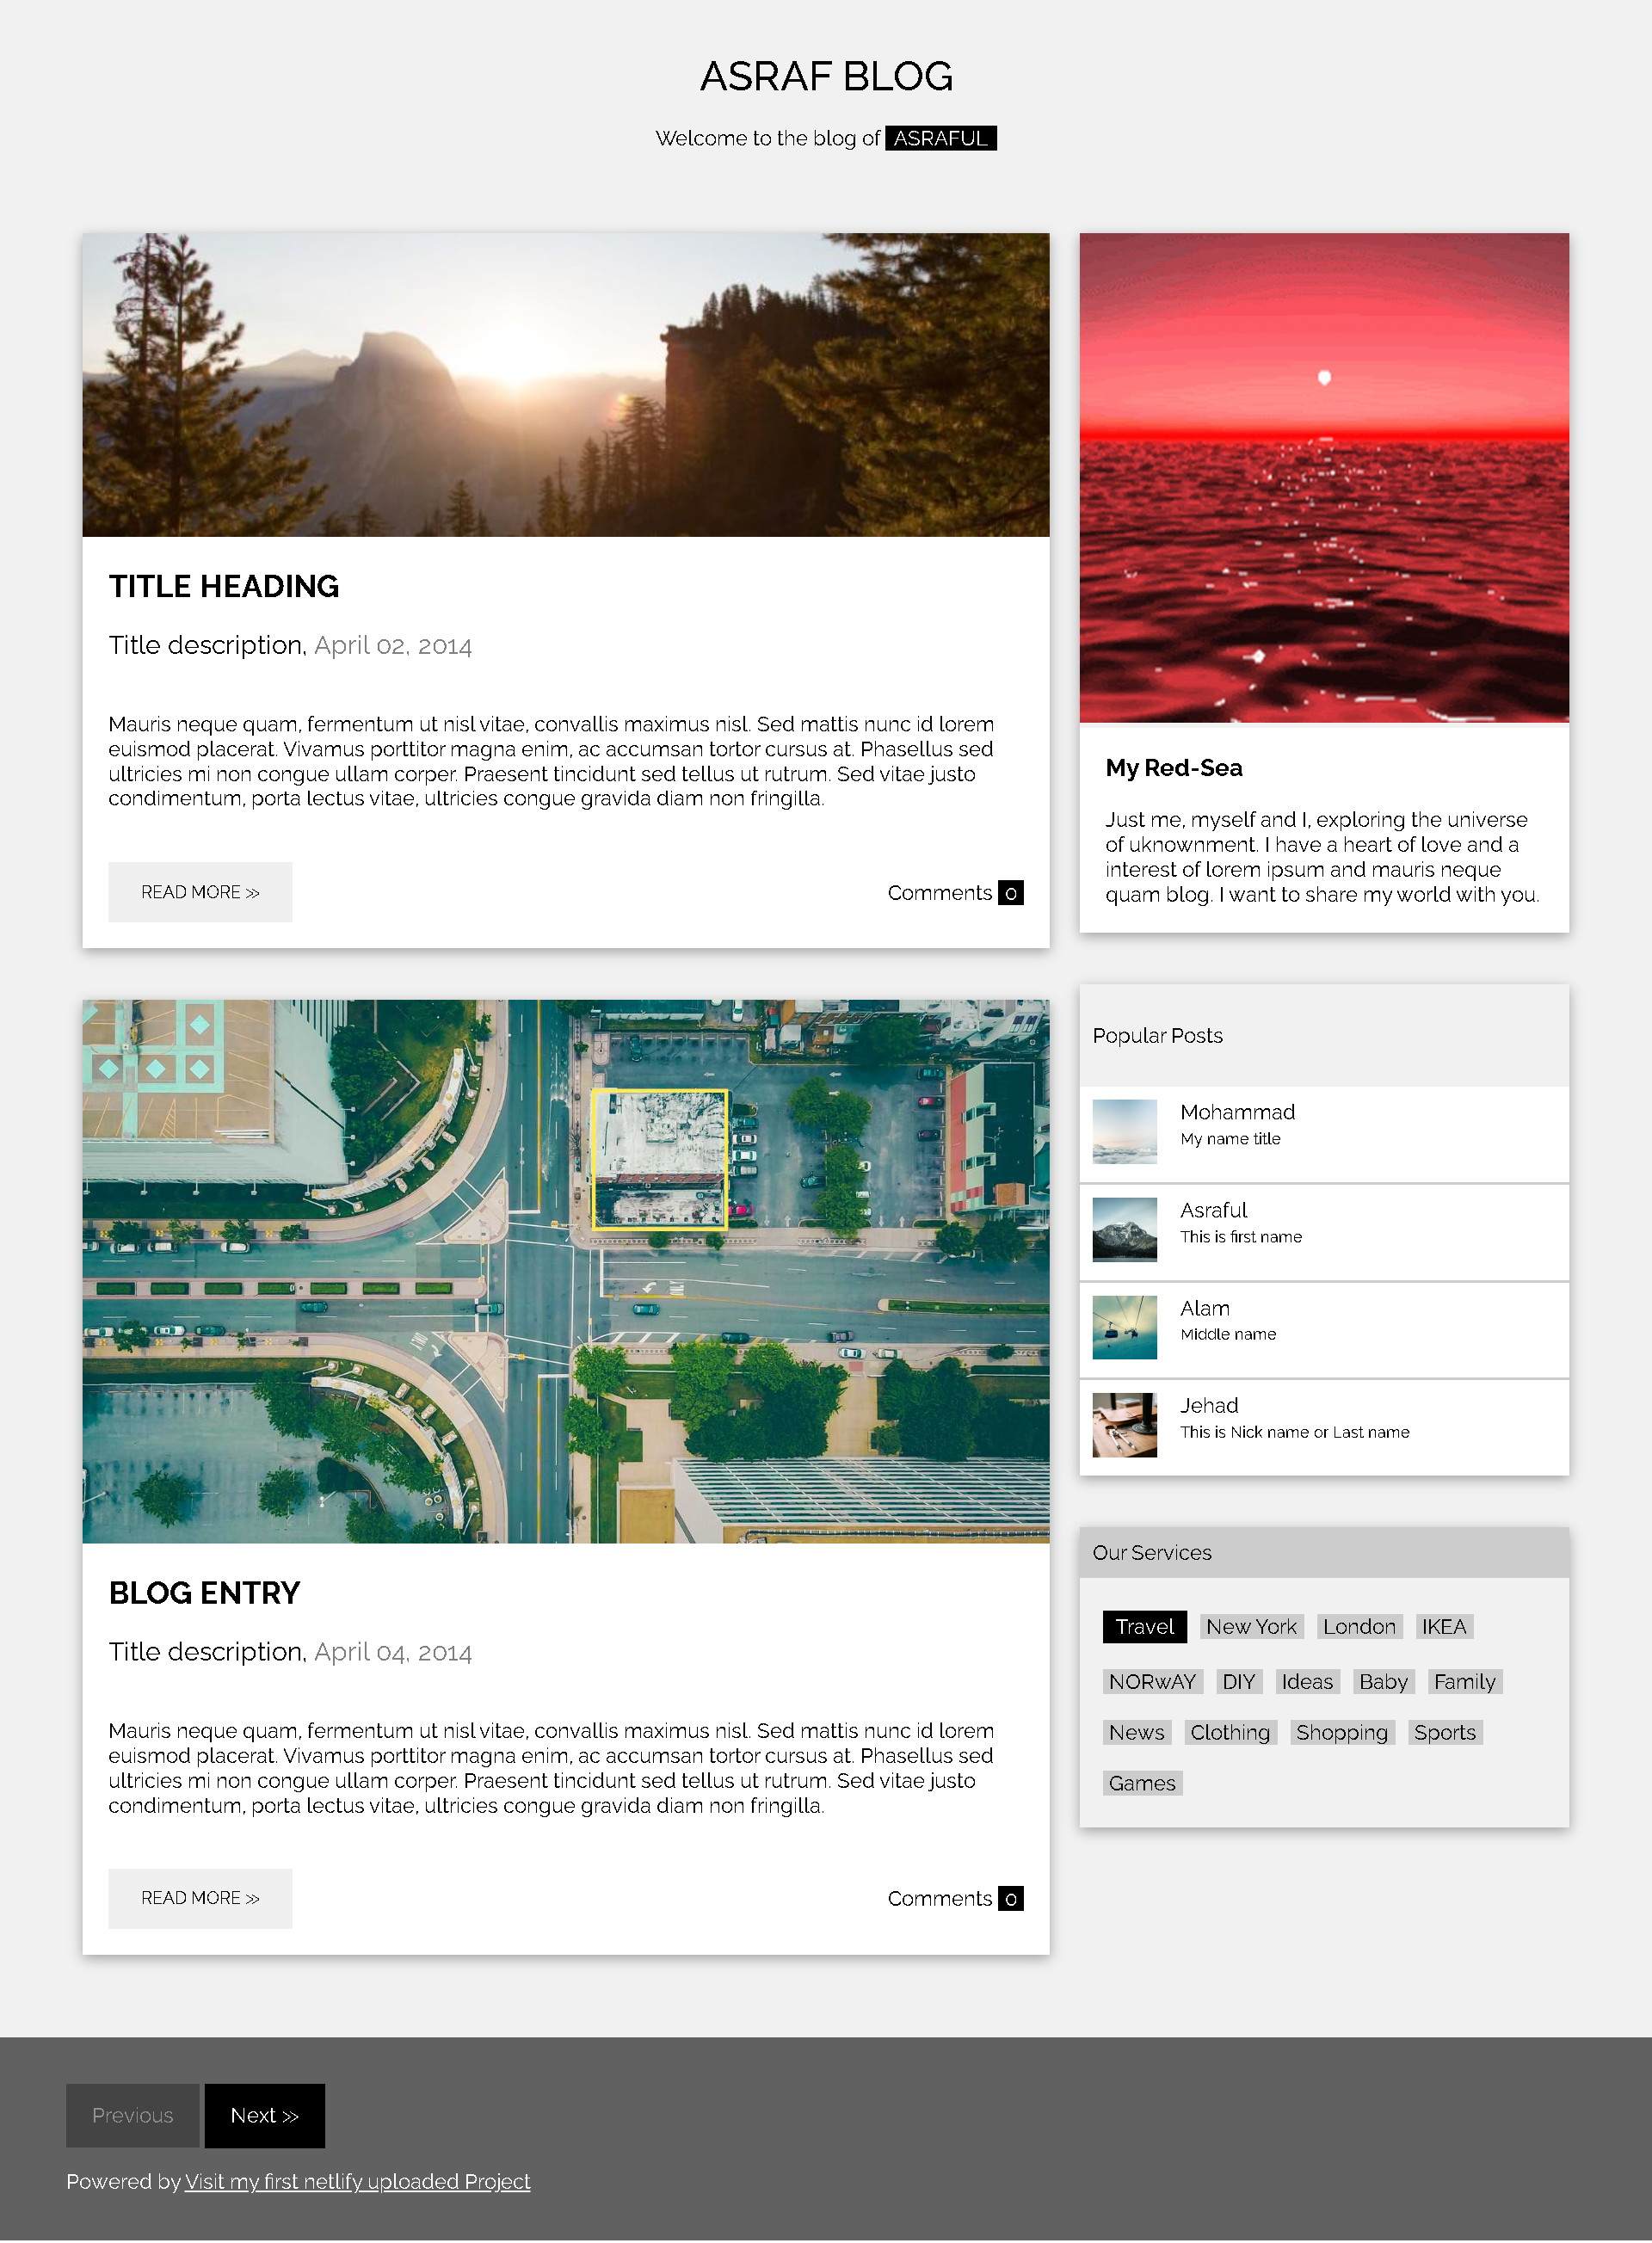 ASRAF BLOG
Welcome to the blog of ASRAFUL
TITLE HEADING
Title description, April 02, 2014
Mauris neque quam, fermentum ut nisl vitae, convallis maximus nisl. Sed mattis nunc id lorem
euismod placerat. Vivamus porttitor magna enim, ac accumsan tortor cursus at. Phasellus sed
ultricies mi non congue ullam corper. Praesent tincidunt sed tellus ut rutrum. Sed vitae justo
condimentum, porta lectus vitae, ultricies congue gravida diam non fringilla.
READ MORE »
Comments 0
BLOG ENTRY
Title description, April 04, 2014
Mauris neque quam, fermentum ut nisl vitae, convallis maximus nisl. Sed mattis nunc id lorem
euismod placerat. Vivamus porttitor magna enim, ac accumsan tortor cursus at. Phasellus sed
ultricies mi non congue ullam corper. Praesent tincidunt sed tellus ut rutrum. Sed vitae justo
condimentum, porta lectus vitae, ultricies congue gravida diam non fringilla.
READ MORE »
Comments 0
My Red-Sea
Just me, myself and I, exploring the universe
of uknownment. I have a heart of love and a
interest of lorem ipsum and mauris neque
quam blog. I want to share my world with you.
Popular Posts
Mohammad
My name title
Asraful
This is first name
Alam
Middle name
Jehad
This is Nick name or Last name
Our Services
Travel New York London IKEA
NORwAY DIY Ideas Baby Family
News Clothing Shopping Sports
Games
Previous Next »
Powered by Visit my first netlify uploaded Project